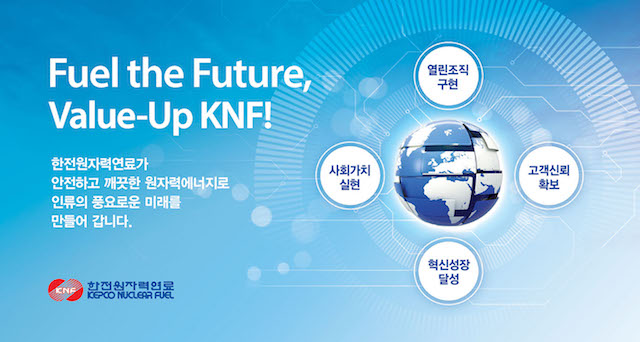 Fuel the Future,
Value-Up KNF!
한전원자력연료가
안전하고 깨끗한 원자력에너지로
인류의 풍요로운 미래를
만들어 갑니다.
열린조직
구현
사회가치
실현
고객신뢰
확보
혁신성장
달성
KNF
한전원자력연료
KEPCO NUCLEAR FUEL